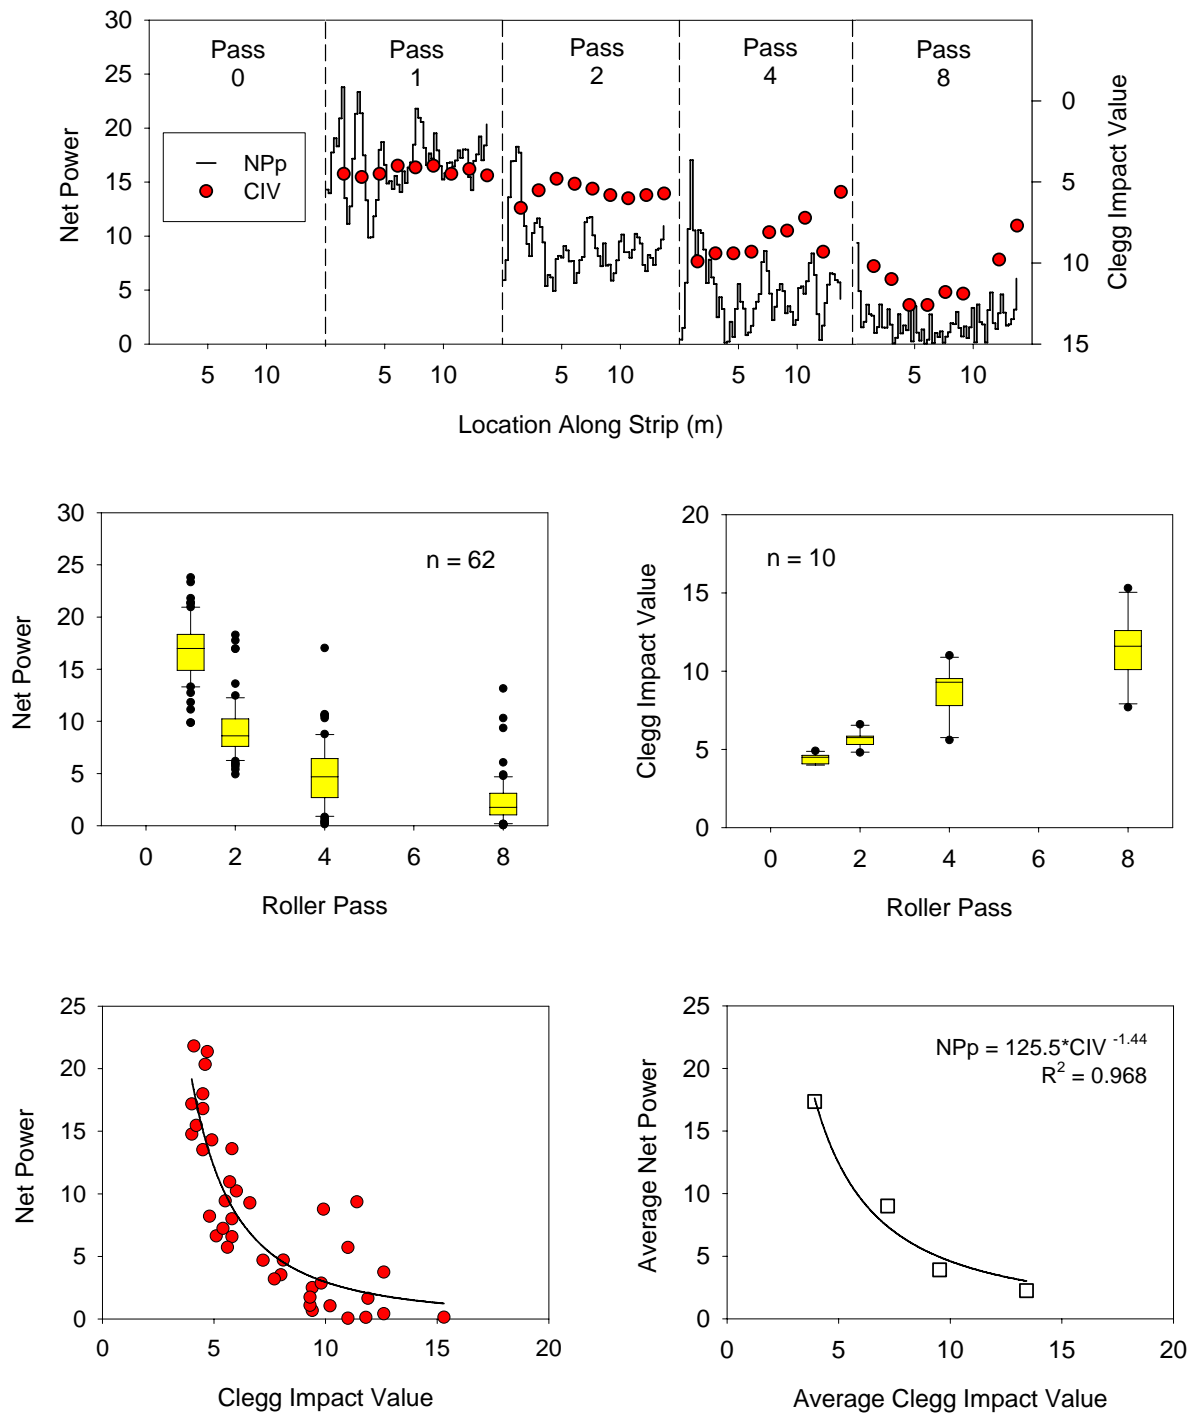 30
25
20
15
10
5
0
Net Power
Pass
0
Pass
1
Pass
2
Pass
4
Pass
8
NPp
CIV
0
5
10
15
Clegg Impact Value
5 10 5 10 5 10 5 10 5 10
Location Along Strip (m)
30
25
20
15
10
5
0
Net Power
n = 62
0 2 4 6 8
Roller Pass
20
15
10
5
0
Clegg Impact Value
n = 10
0 2 4 6 8
Roller Pass
25
20
15
10
5
0
Net Power
0 5 10 15 20
Clegg Impact Value
25
20
15
10
5
0
Average Net Power
NPp = 125.5*CIV -1.44
R2 = 0.968
0 5 10 15 20
Average Clegg Impact Value